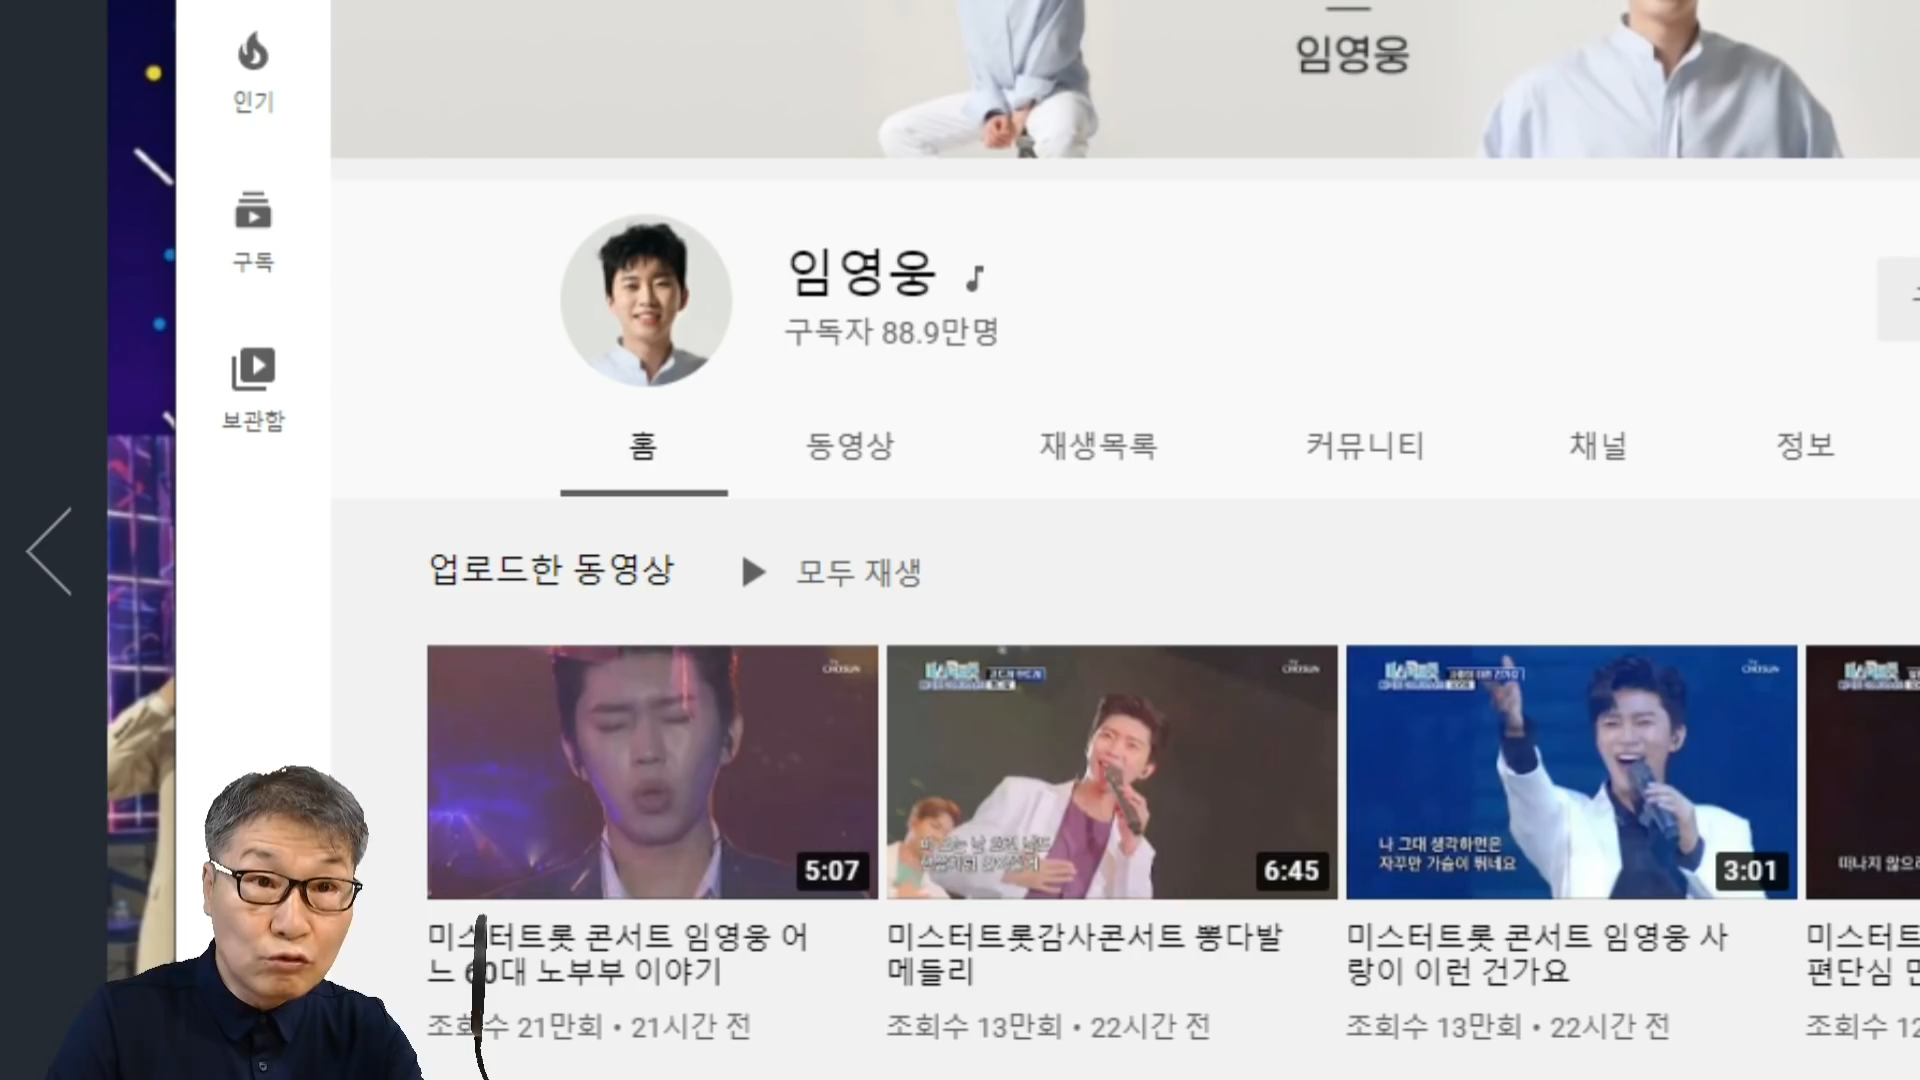 임영웅
인기
구독
보관함
임영웅
구독자 88.9만명
홈 동영상 재생목록 커뮤니티 채널 정보
업로드한 동영상 모두 재생
CHOSUN
CHOSUN
CHOSUN
나 그대 생각하면은
자꾸만 가슴이 뛰네요
5:07
6:45
3:01
미스터트롯 콘서트 임영웅 어
느 60대 노부부 이야기
조회수 21만회 • 21시간 전
미스터트롯감사콘서트 뽕다발
메들리
조회수 13만회 • 22시간 전
미스터트롯 콘서트 임영웅 사
랑이 이런 건가요
조회수 13만회 • 22시간 전
미스터트
편단심
조회수 12